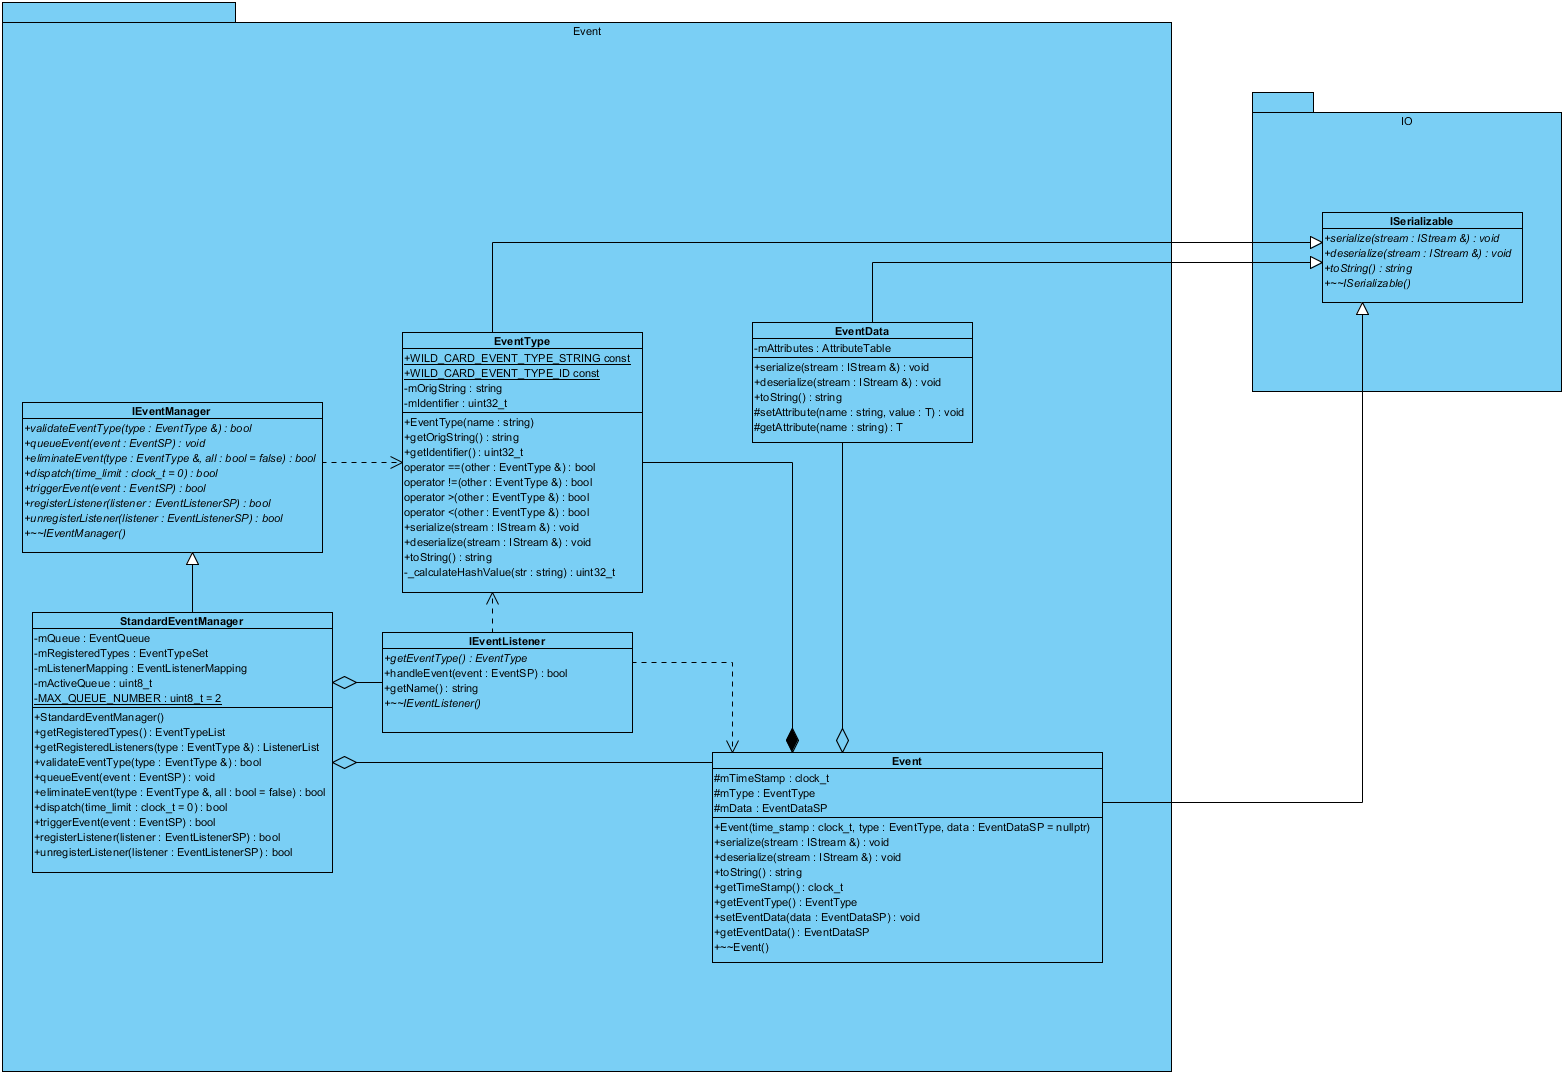 Event
IO
ISerializable
+serialize(stream : IStream &) : void
+deserialize(stream : IStream &) : void
+toString() : string
+~~ISerializable()
EventType
+WILD_CARD_EVENT_TYPE_STRING const
+WILD_CARD_EVENT_TYPE_ID const
-mOrigString : string
-mIdentifier : uint32_t
+EventType(name : string)
+getOrigString() : string
+getIdentifier() : uint32_t
operator ==(other : EventType &) : bool
operator !=(other : EventType &) : bool
operator >(other : EventType &) : bool
operator <(other : EventType &) : bool
+serialize(stream : IStream &) : void
+deserialize(stream : IStream &) : void
+toString() : string
-_calculateHashValue(str : string) : uint32_t
EventData
-mAttributes : AttributeTable
+serialize(stream : IStream &) : void
+deserialize(stream : IStream &) : void
+toString() : string
#setAttribute(name : string, value : T) : void
#getAttribute(name : string) : T
IEventManager
+validateEventType(type : EventType &) : bool
+queueEvent(event : EventSP) : void
+eliminateEvent(type : EventType &, all : bool = false) : bool
+dispatch(time_limit : clock_t = 0) : bool
+triggerEvent(event : EventSP) : bool
+registerListener(listener : EventListenerSP) : bool
+unregisterListener(listener : EventListenerSP) : bool
+~~IEventManager()
StandardEventManager
-mQueue : EventQueue
-mRegisteredTypes : EventTypeSet
-mListenerMapping : EventListenerMapping
-mActiveQueue : uint8_t
-MAX_QUEUE_NUMBER : uint8_t = 2
+StandardEventManager()
+getRegisteredTypes() : EventTypeList
+getRegisteredListeners(type : EventType &) : ListenerList
+validateEventType(type : EventType &) : bool
+queueEvent(event : EventSP) : void
+eliminateEvent(type : EventType &, all : bool = false) : bool
+dispatch(time_limit : clock_t = 0) : bool
+triggerEvent(event : EventSP) : bool
+registerListener(listener : EventListenerSP) : bool
+unregisterListener(listener : EventListenerSP) : bool
IEventListener
+getEventType() : EventType
+handleEvent(event : EventSP) : bool
+getName() : string
+~~IEventListener()
Event
#mTimeStamp : clock_t
#mType : EventType
#mData : EventDataSP
+Event(time_stamp : clock_t, type : EventType, data : EventDataSP = nullptr)
+serialize(stream : IStream &) : void
+deserialize(stream : IStream &) : void
+toString() : string
+getTimeStamp() : clock_t
+getEventType() : EventType
+setEventData(data : EventDataSP) : void
+getEventData() : EventDataSP
+~~Event()